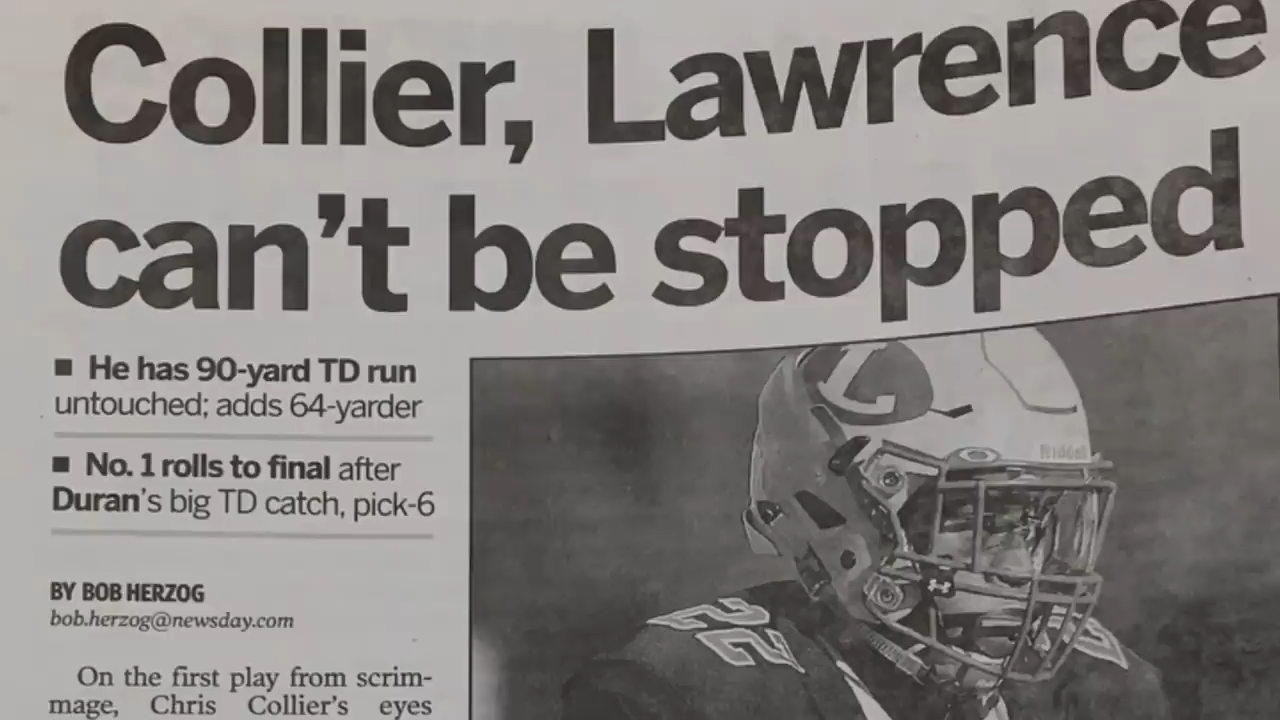 Collier, Lawrence
can't be stopped
■ He has 90-yard TD run
untouched; adds 64-yarder
■ No. 1 rolls to final after
Duran's big TD catch, pick-6
BY BOB HERZOG
bob.herzog@newsday.com
On the first play from scrim-
mage, Chris Collier's eyes
L
Riddell
22